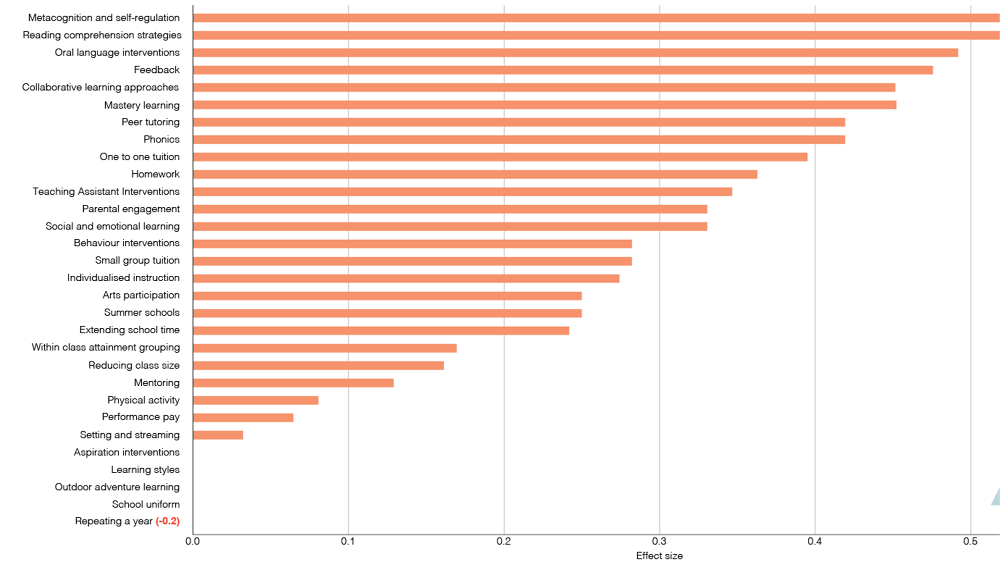 Metacognition and self-regulation
Reading comprehension strategies
Oral language interventions
Feedback
Collaborative learning approaches
Mastery learning
Peer tutoring
Phonics
One to one tuition
Homework
Teaching Assistant Interventions
Parental engagement
Social and emotional learning
Behaviour interventions
Small group tuition
Individualised instruction
Arts participation
Summer schools
Extending school time
Within class attainment grouping
Reducing class size
Mentoring
Physical activity
Performance pay
Setting and streaming
Aspiration interventions
Learning styles
Outdoor adventure learning
School uniform
Repeating a year (-0.2)
0.0 0.1 0.2 0.3 0.4 0.5
Effect size